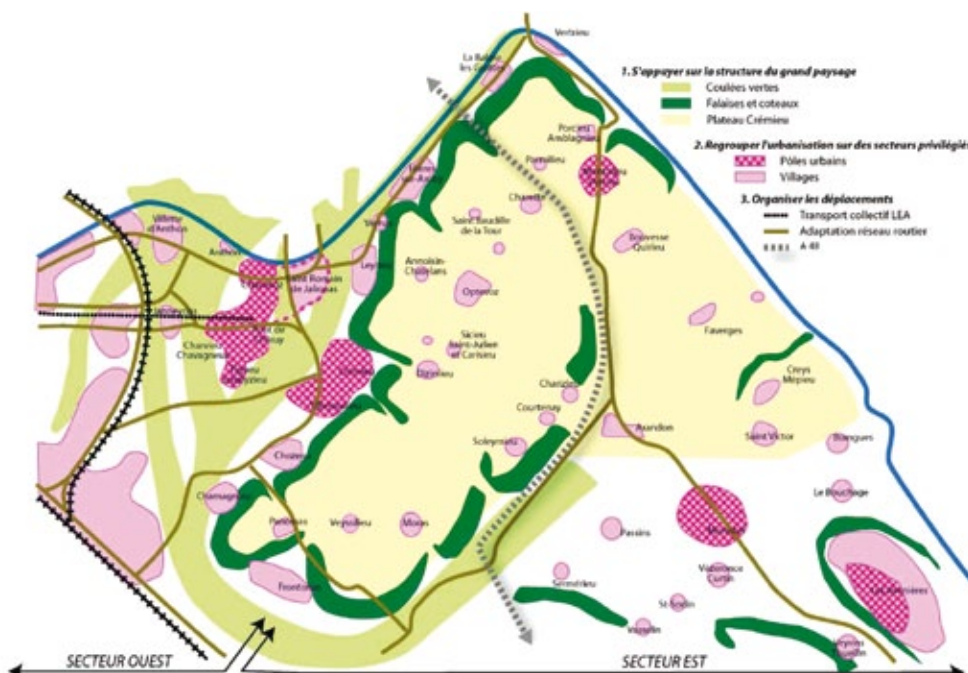 Vertrieu
La Balme
les Grottes
1. S'appuyer sur la structure du grand paysage
Coulées vertes
Falaises et coteaux
Plateau Crémieu
2. Regrouper l'urbanisation sur des secteurs privilégiés
Pôles urbains
Villages
3. Organiser les déplacements
Transport collectif LEA
Adaptation réseau routier
A 48
Porcieu
Amblagnieu
Parmilieu
Charette
Saint Baudille
de la Tour
Bouvesse
Quirieu
Villette
d'Anthon
Anthon
Saint Romain
de Jalionas
Leyrieu
Annoisin-
Chatelans
Optevoz
Siccieu
Saint-Julien
et Carisieu
Dizimieu
Charvieu
Chavagneux
Faverges
Creys
Mépieu
Courtenay
Arandon
Saint Victor
Soleymieu
Le Bouchage
Chozeau
Chamagnieu
Panossas
Veyssilieu
Moras
Frontonas
Passins
Vézeronce
Curtin
Sermérieu
St-Sorlin
SECTEUR OUEST
SECTEUR EST